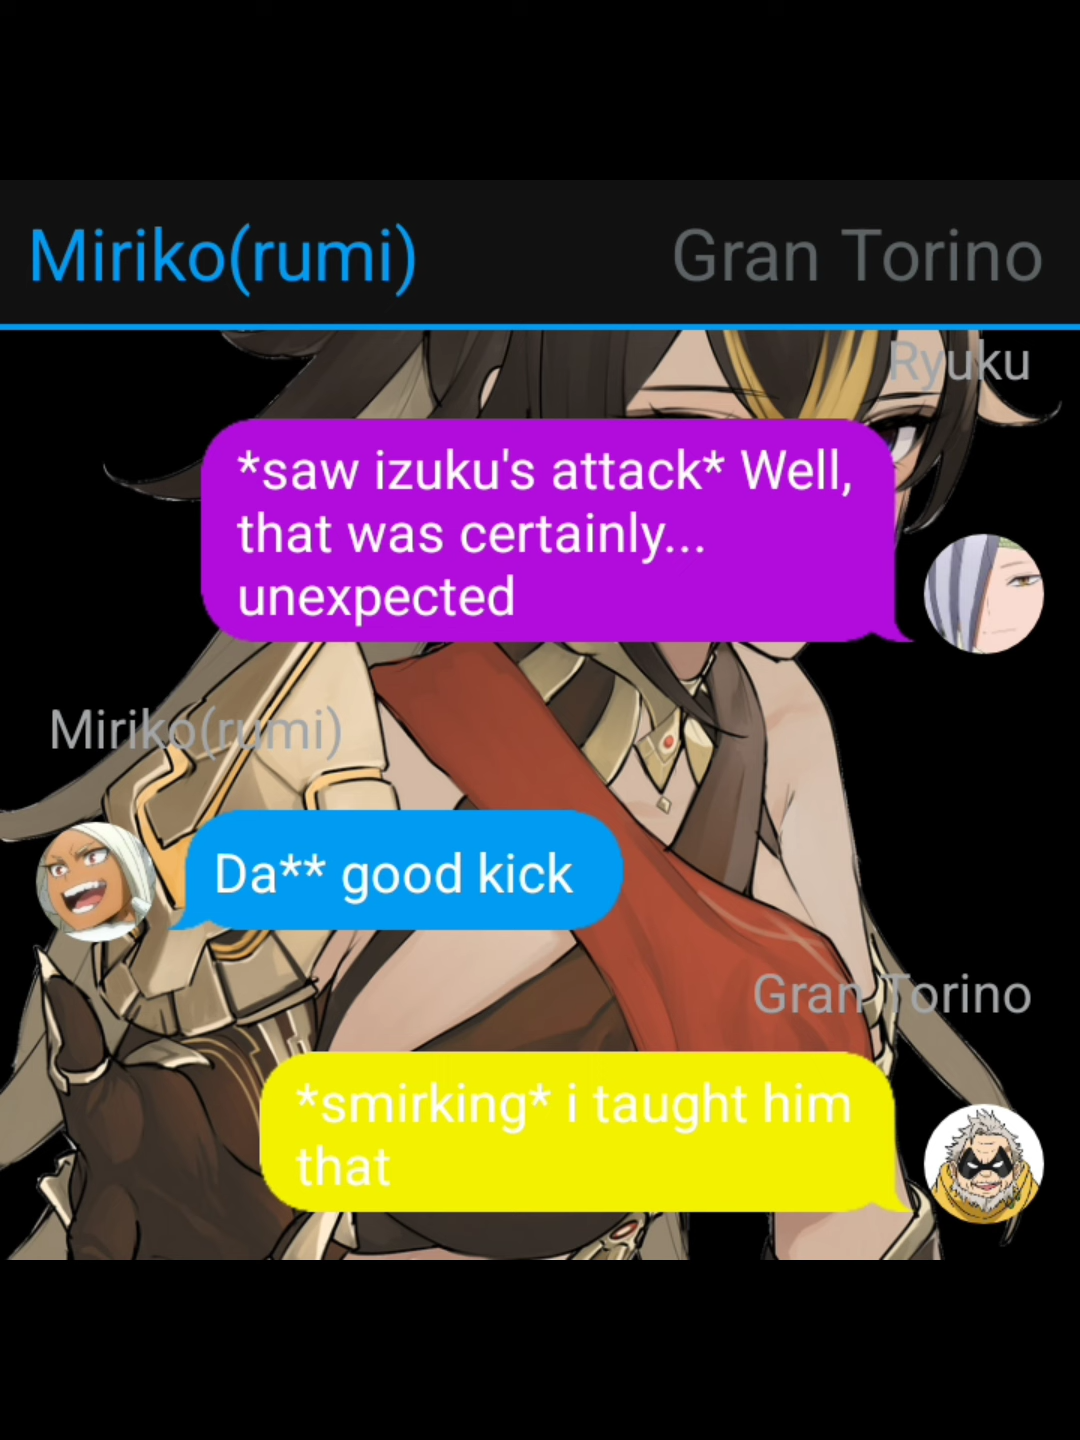 Miriko(rumi) Gran Torino
Ryuku
*saw izuku's attack* Well,
that was certainly...
unexpected
Miriko(rumi)
Da** good kick
Gran Torino
*smirking* i taught him
that